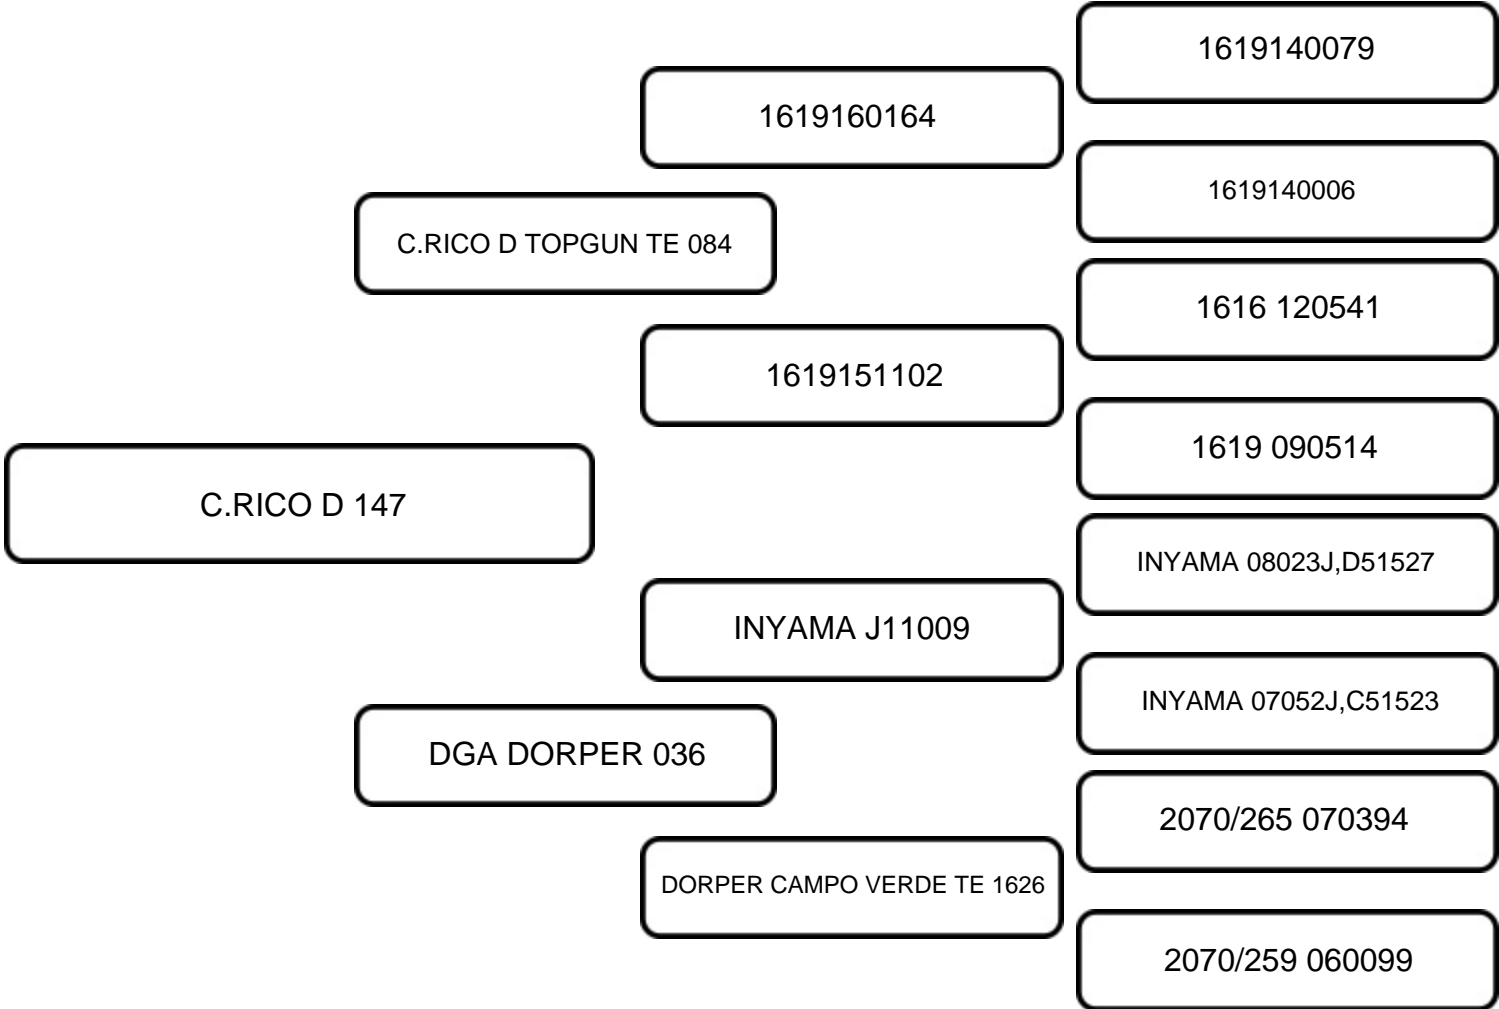 1619140079
1619160164
1619140006
C.RICO D TOPGUN TE 084
1616 120541
1619151102
1619 090514
C.RICO D 147
INYAMA 08023J,D51527
INYAMA J11009
INYAMA 07052J,C51523
DGA DORPER 036
2070/265 070394
DORPER CAMPO VERDE TE 1626
2070/259 060099